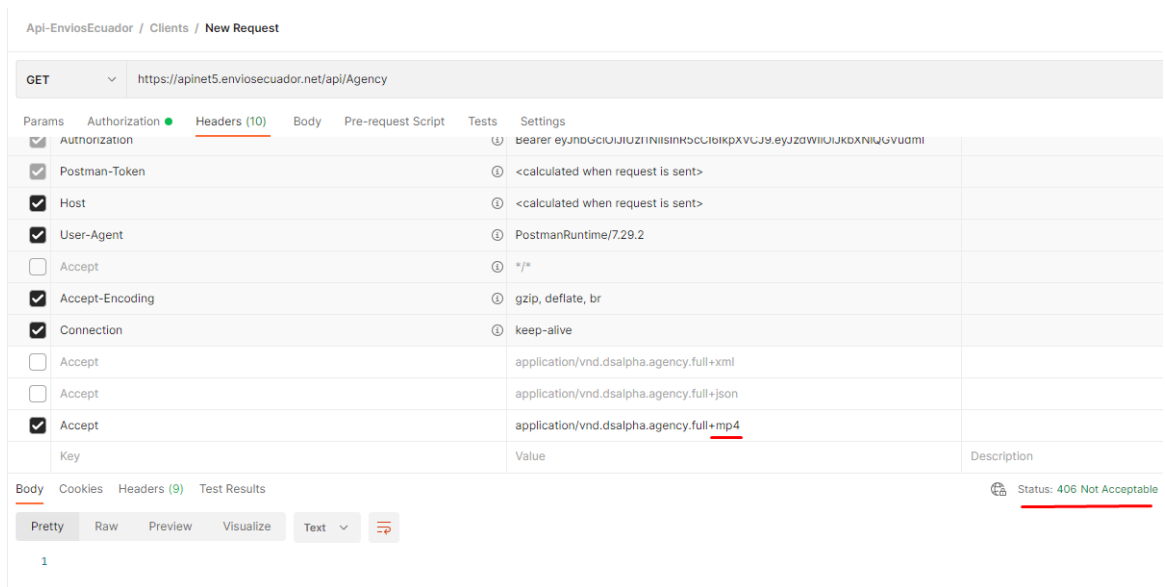 Api-EnviosEcuador / Clients / New Request
GET https://apinet5.enviosecuador.net/api/Agency
Params Authorization Headers (10) Body Pre-request Script Tests Settings
Authorization Bearer
Postman-Token <calculated when request is sent>
Host <calculated when request is sent>
User-Agent PostmanRuntime/7.29.2
Accept */*
Accept-Encoding gzip, deflate, br
Connection keep-alive
Accept application/vnd.dsalpha.agency.full+xml
Accept application/vnd.dsalpha.agency.full+json
Accept application/vnd.dsalpha.agency.full+mp4
Key Value Description
Body Cookies Headers (9) Test Results Status: 406 Not Acceptable
Pretty Raw Preview Visualize Text
1